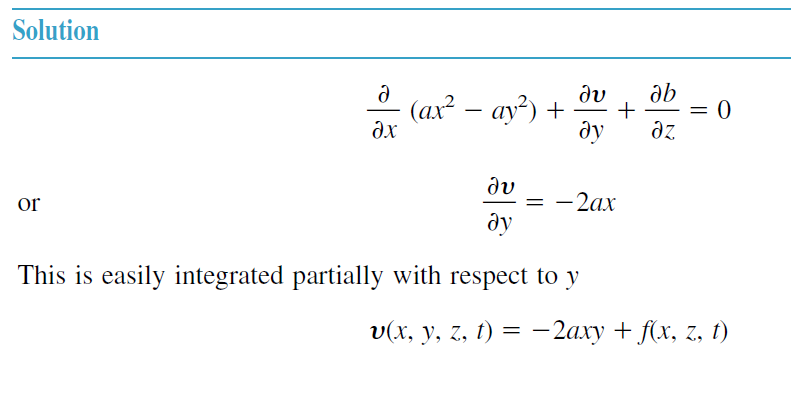 Solution
∂/∂x (ax² − ay²) + ∂v/∂y + ∂b/∂z = 0
or ∂v/∂y = −2ax
This is easily integrated partially with respect to y
v(x, y, z, t) = −2axy + f(x, z, t)